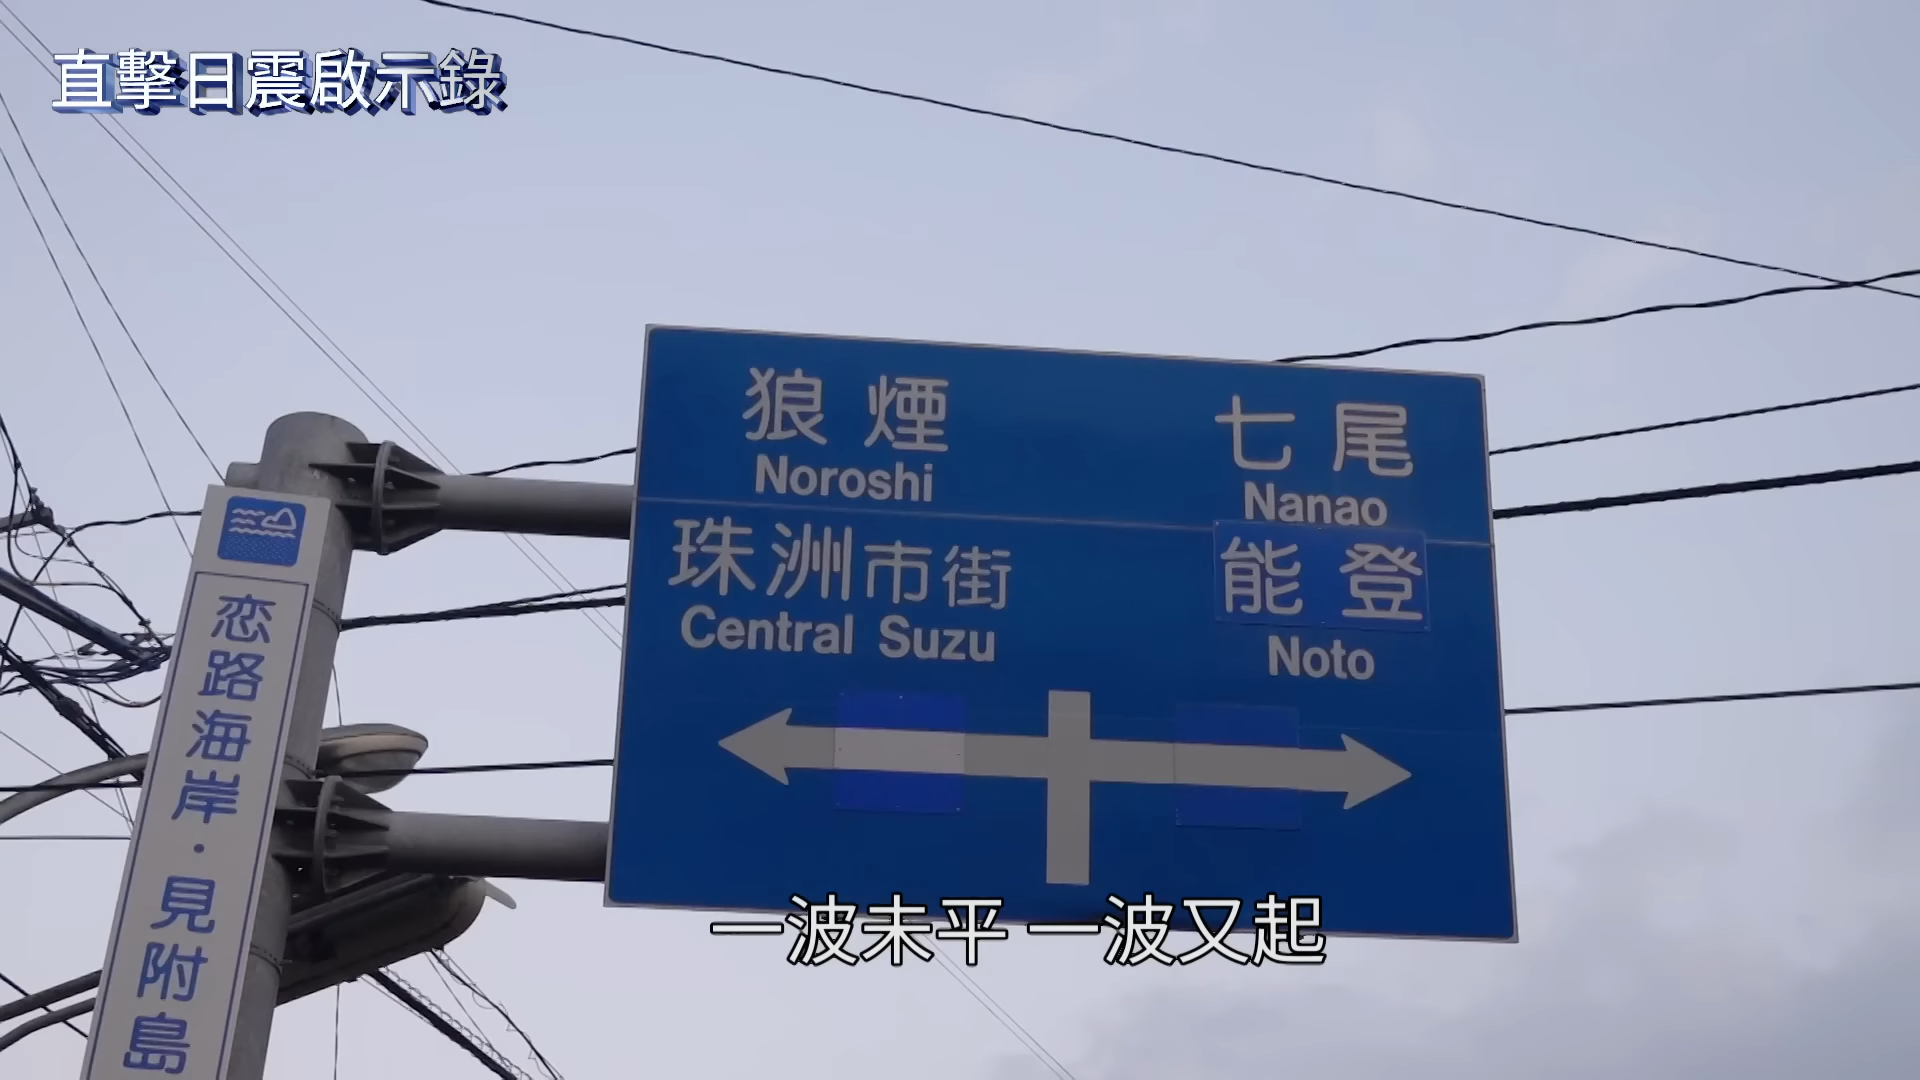 直擊日震啟示錄
狼煙
Noroshi
七尾
Nanao
珠洲市街
Central Suzu
能登
Noto
恋路海岸・見附島
一波未平 一波又起